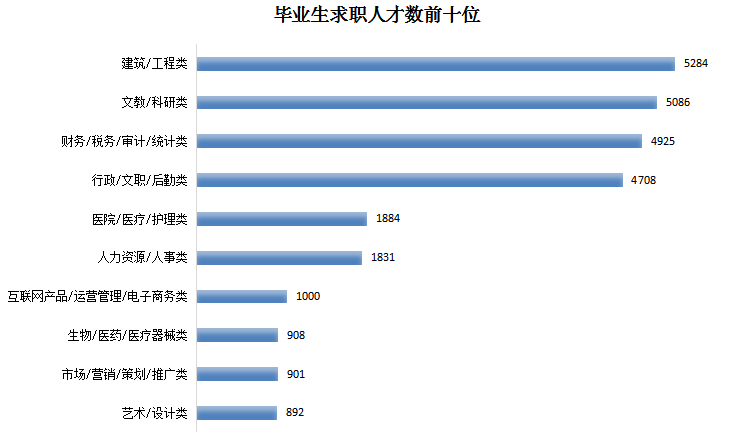 毕业生求职人才数前十位
建筑/工程类 5284
文教/科研类 5086
财务/税务/审计/统计类 4925
行政/文职/后勤类 4708
医院/医疗/护理类 1884
人力资源/人事类 1831
互联网产品/运营管理/电子商务类 1000
生物/医药/医疗器械类 908
市场/营销/策划/推广类 901
艺术/设计类 892